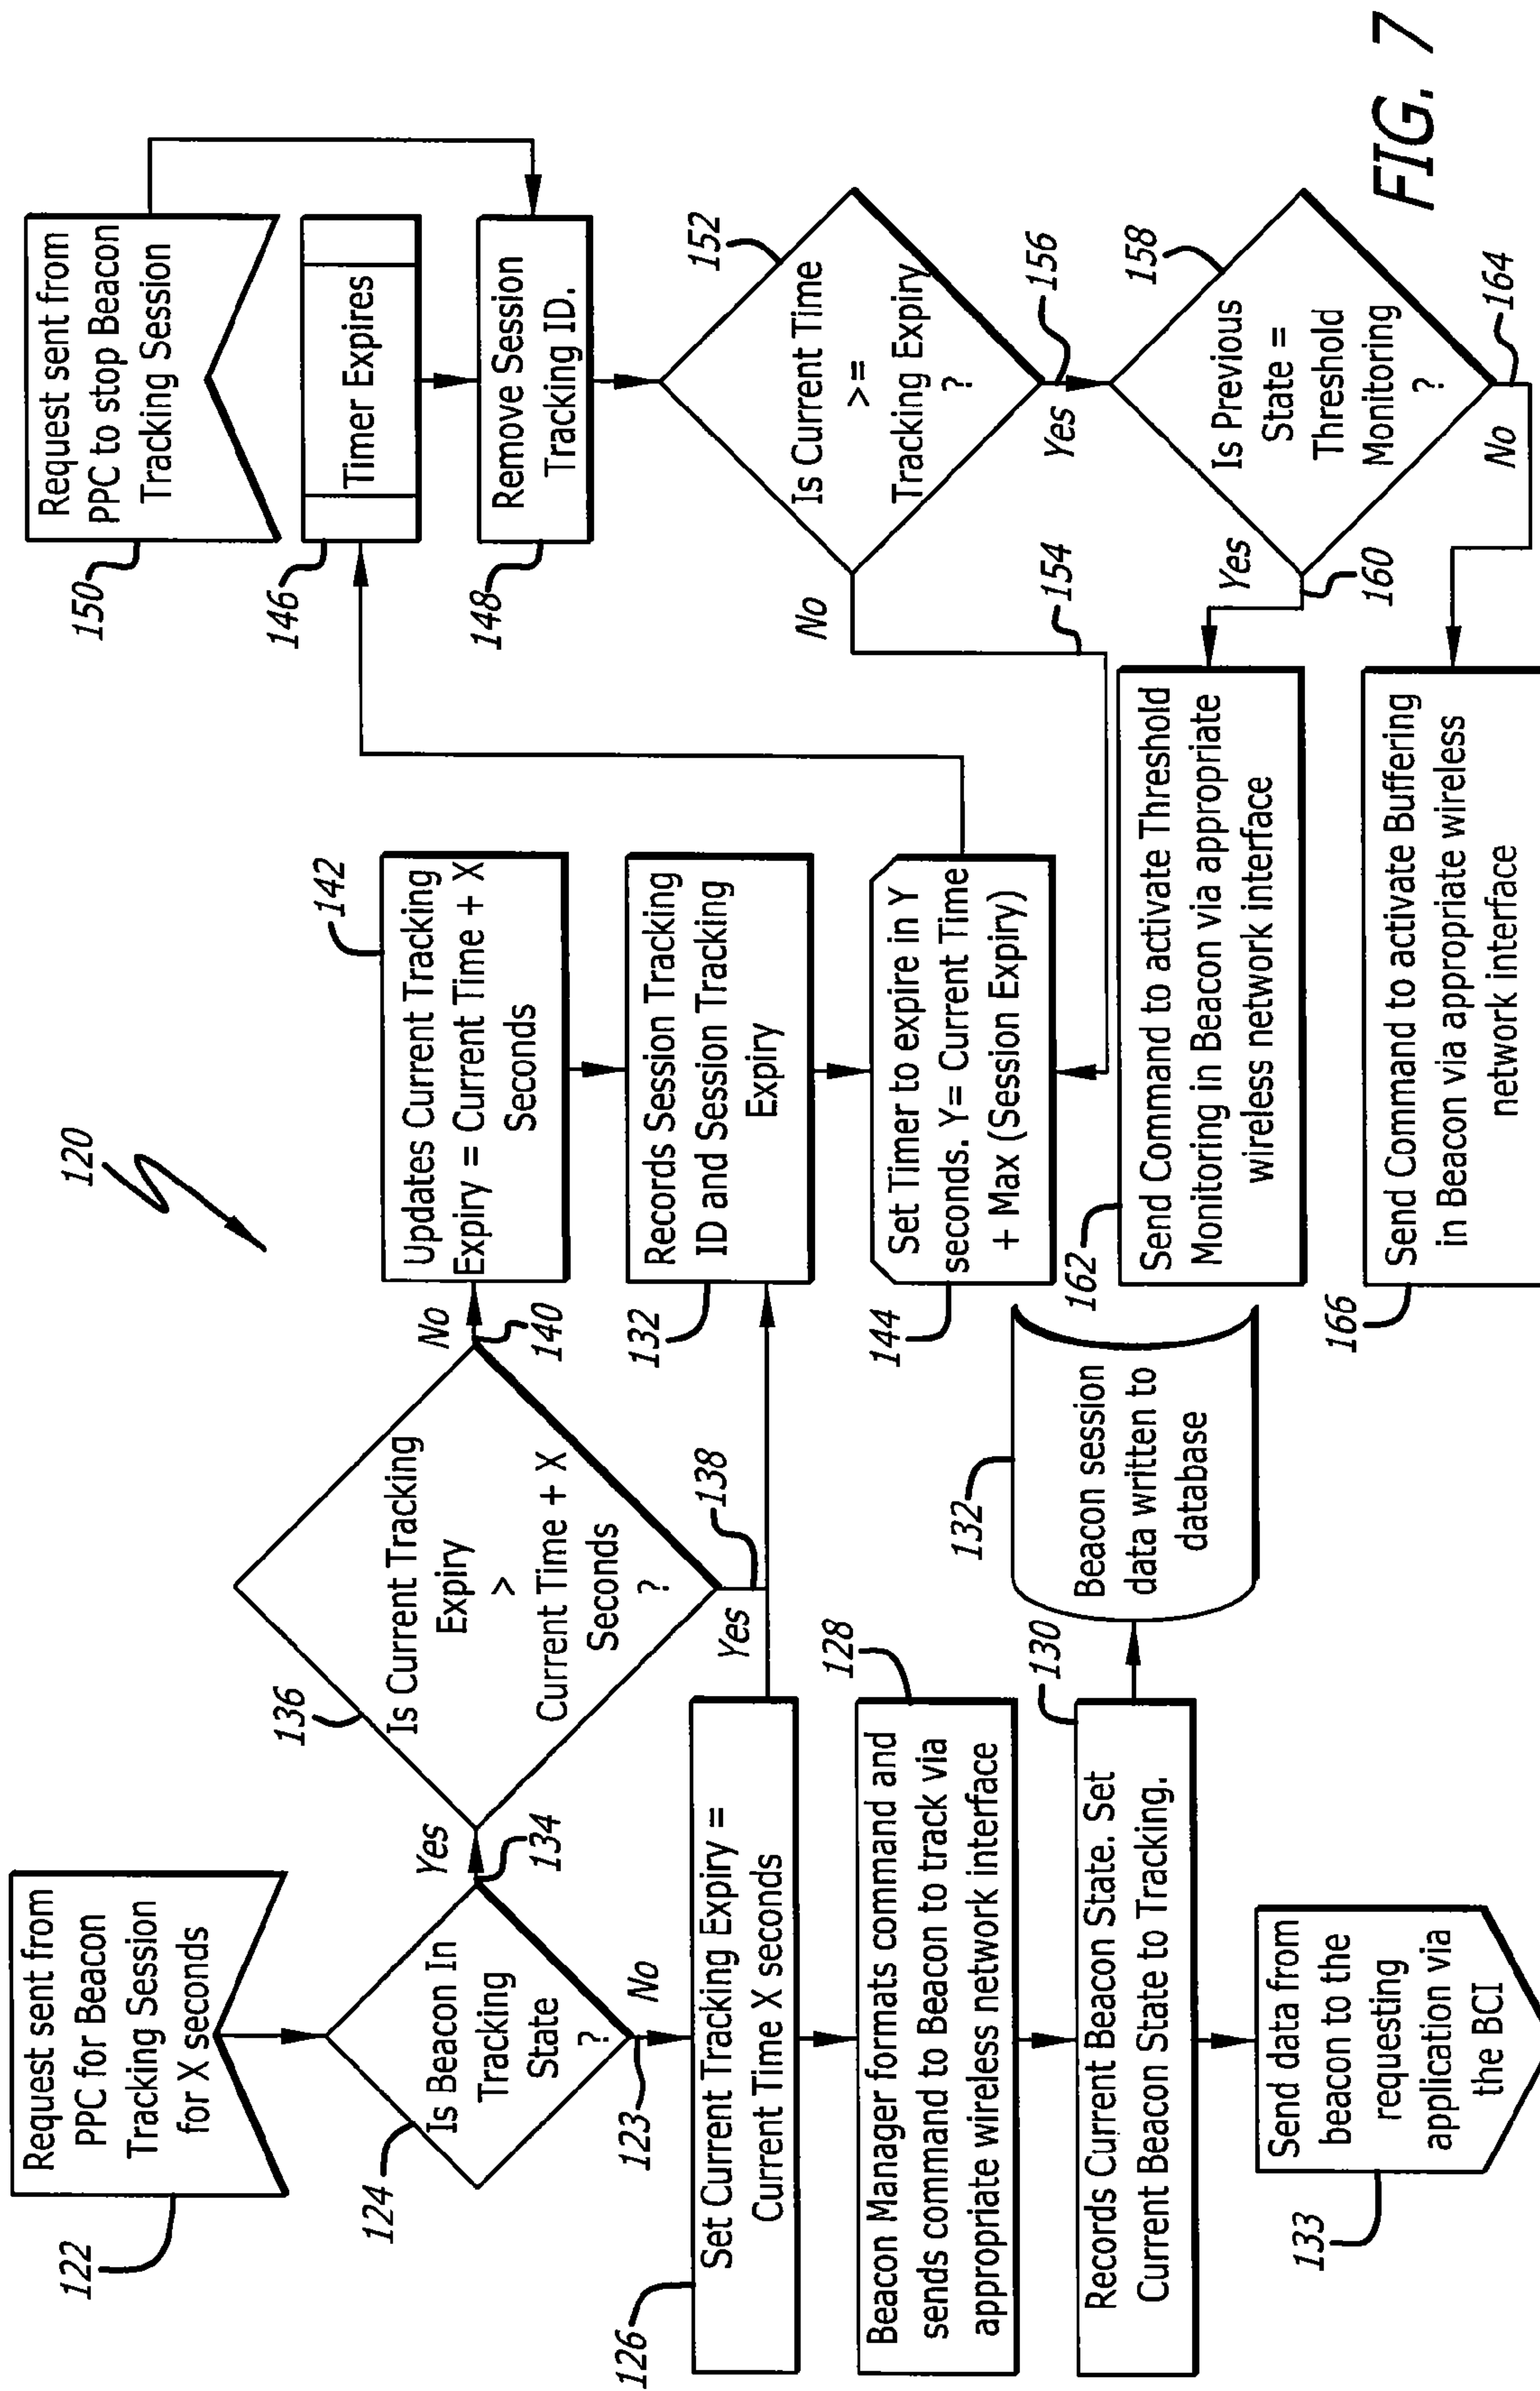 120
Request sent from
PPC for Beacon
Tracking Session
for X seconds
122
Is Beacon In
Tracking
State
?
124
Yes
134
No
123
Set Current Tracking Expiry =
Current Time X seconds
126
Beacon Manager formats command and
sends command to Beacon to track via
appropriate wireless network interface
128
Records Current Beacon State. Set
Current Beacon State to Tracking.
130
Send data from
beacon to the
requesting
application via
the BCI
133
Beacon session
data written to
database
132
Is Current Tracking
Expiry
>
Current Time + X
Seconds
?
136
Yes
138
No
140
Updates Current Tracking
Expiry = Current Time + X
Seconds
142
Records Session Tracking
ID and Session Tracking
Expiry
132
Set Timer to expire in Y
seconds. Y= Current Time
+ Max (Session Expiry)
144
Request sent from
PPC to stop Beacon
Tracking Session
150
Timer Expires
146
Remove Session
Tracking ID.
148
Is Current Time
>=
Tracking Expiry
?
152
No
154
Yes
156
Is Previous
State =
Threshold
Monitoring
?
158
Yes
160
No
164
Send Command to activate Threshold
Monitoring in Beacon via appropriate
wireless network interface
162
Send Command to activate Buffering
in Beacon via appropriate wireless
network interface
166
FIG. 7